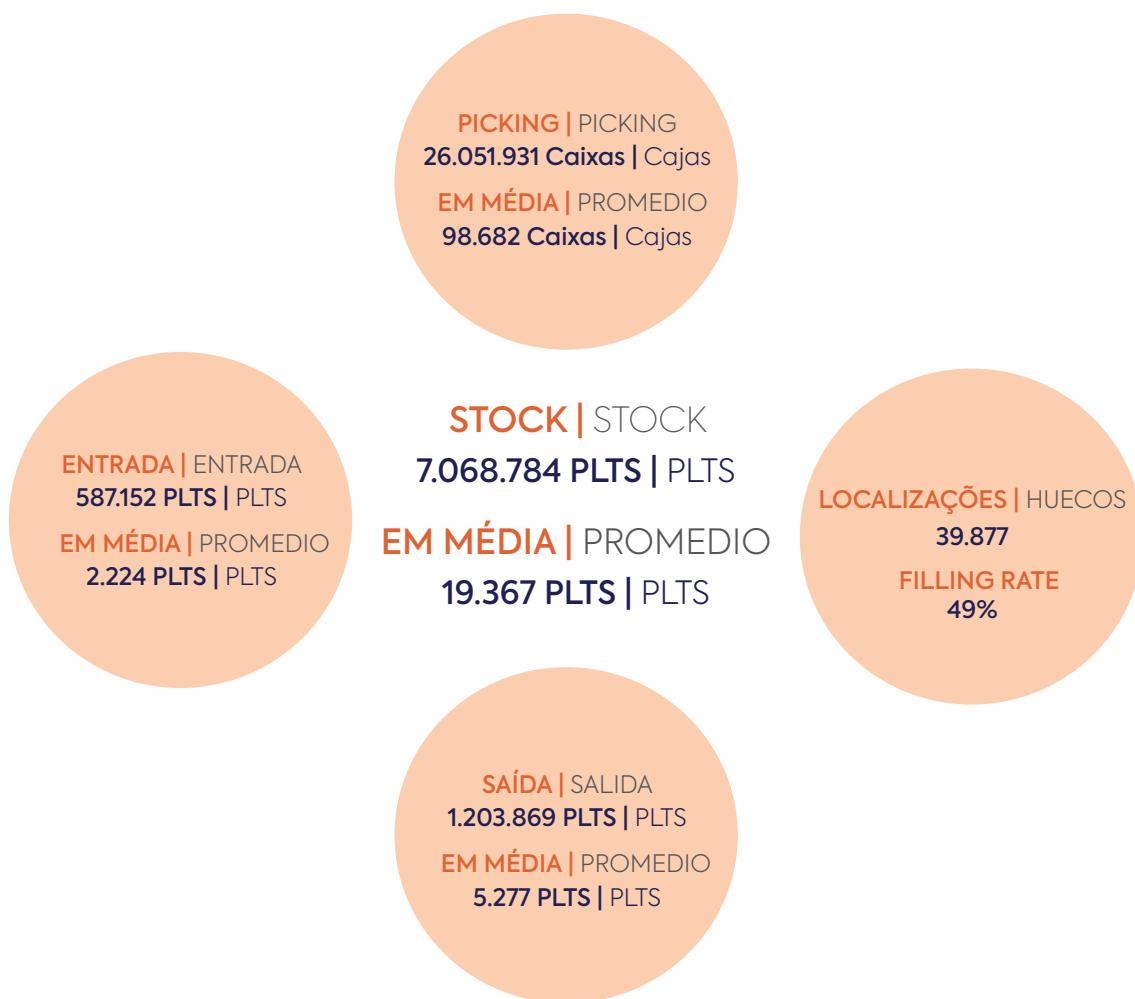 PICKING | PICKING
26.051.931 Caixas | Cajas
EM MÉDIA | PROMEDIO
98.682 Caixas | Cajas
STOCK | STOCK
7.068.784 PLTS | PLTS
EM MÉDIA | PROMEDIO
19.367 PLTS | PLTS
ENTRADA | ENTRADA
587.152 PLTS | PLTS
EM MÉDIA | PROMEDIO
2.224 PLTS | PLTS
LOCALIZAÇÕES | HUECOS
39.877
FILLING RATE
49%
SAÍDA | SALIDA
1.203.869 PLTS | PLTS
EM MÉDIA | PROMEDIO
5.277 PLTS | PLTS